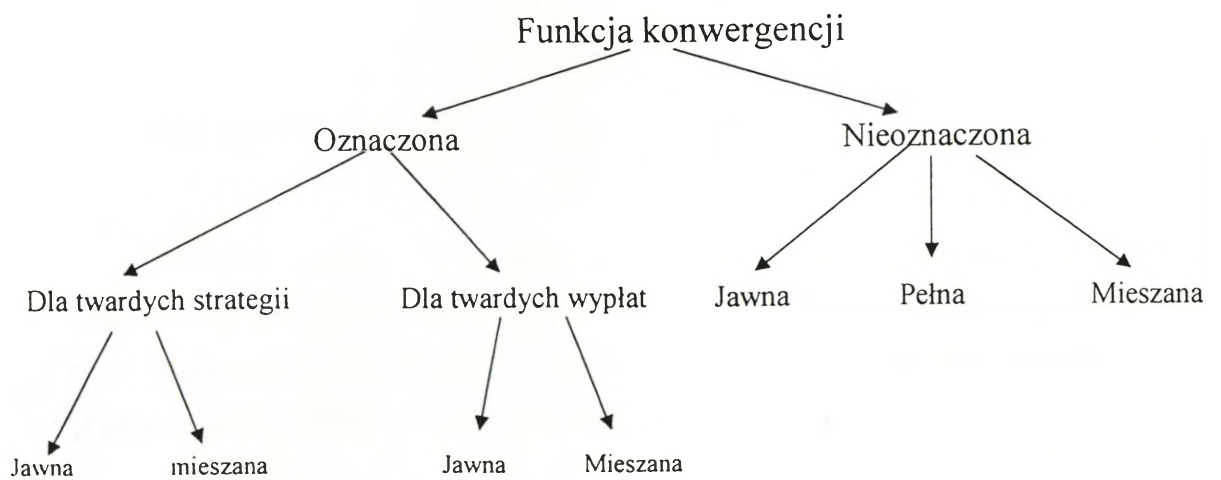 Funkcja konwergencji
Oznaczona
Nieoznaczona
Dla twardych strategii
Dla twardych wypłat
Jawna
Pełna
Mieszana
Jawna
mieszana
Jawna
Mieszana